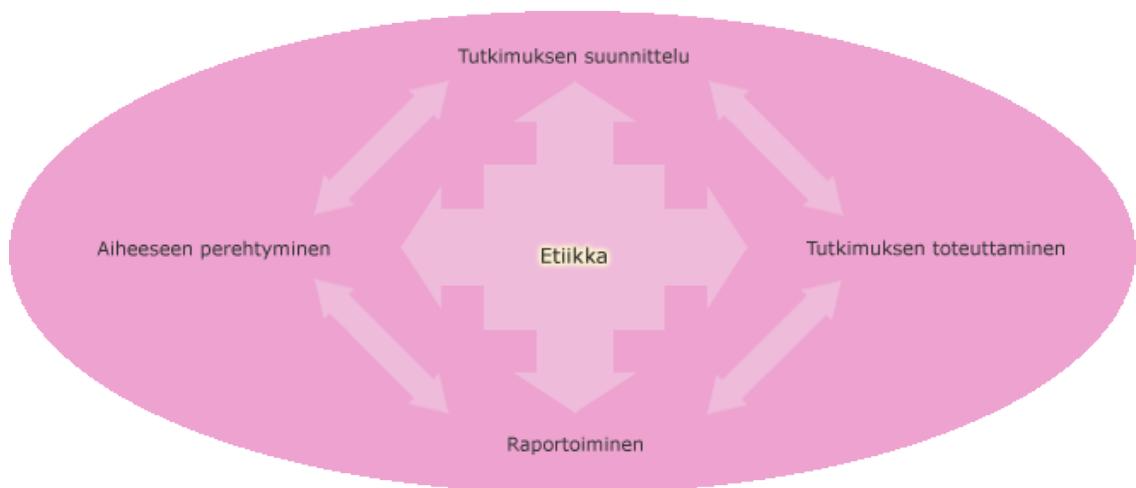 Tutkimuksen suunnittelu
Aiheeseen perehtyminen
Etiikka
Tutkimuksen toteuttaminen
Raportoiminen